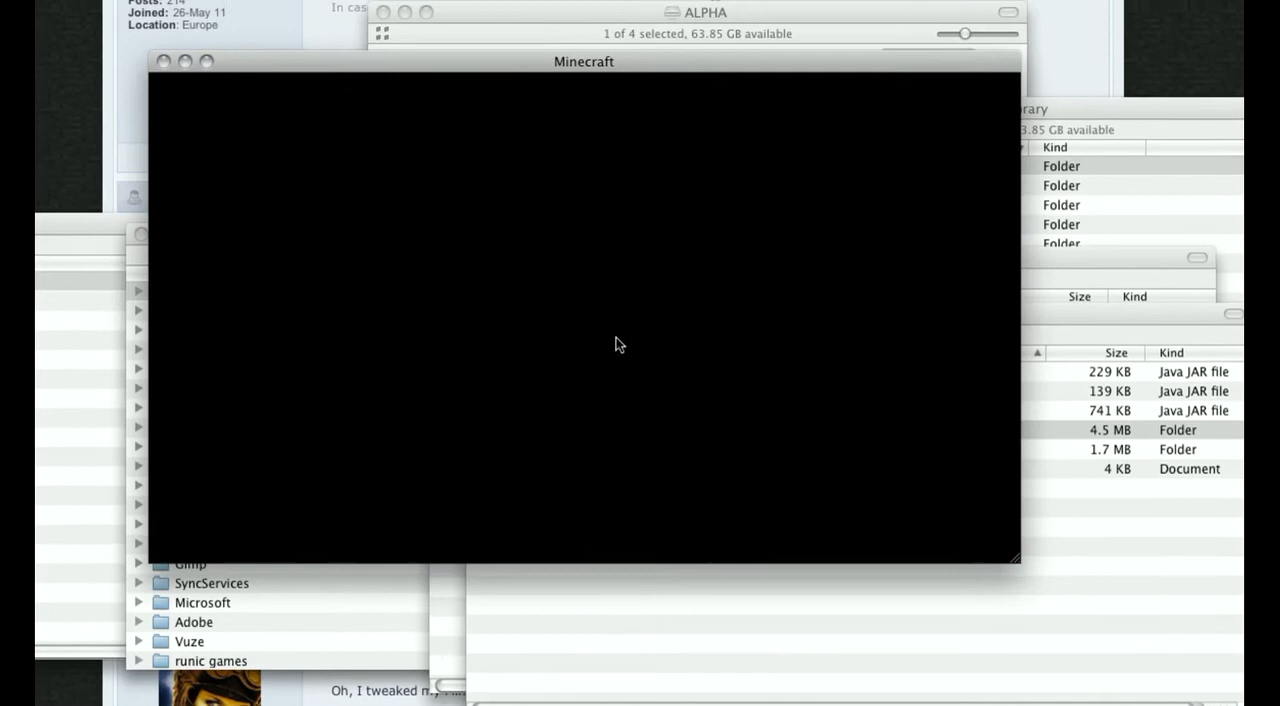 Posts: 214
Joined: 26-May 11
Location: Europe
In cas
ALPHA
1 of 4 selected, 63.85 GB available
Minecraft
rary
3.85 GB available
Kind
Folder
Folder
Folder
Folder
Folder
Size Kind
Size Kind
229 KB Java JAR file
139 KB Java JAR file
741 KB Java JAR file
4.5 MB Folder
1.7 MB Folder
4 KB Document
Gimp
SyncServices
Microsoft
Adobe
Vuze
runic games
Oh, I tweaked my